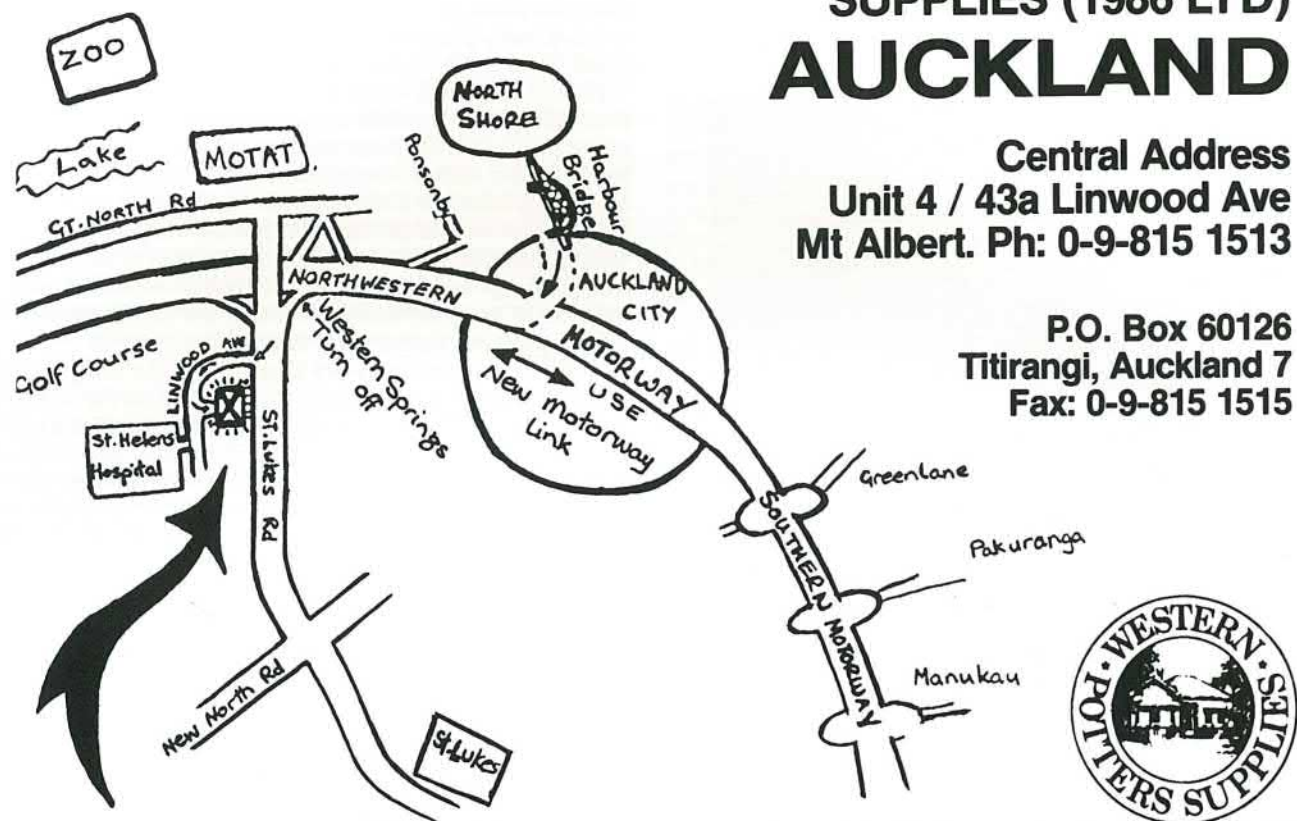 SUPPLIES (1986 LTD)
AUCKLAND
Central Address
Unit 4 / 43a Linwood Ave
Mt Albert. Ph: 0-9-815 1513
P.O. Box 60126
Titirangi, Auckland 7
Fax: 0-9-815 1515
ZOO
Lake
MOTAT
GT. NORTH Rd
NORTH
SHORE
Harbour
Bridge
Ponsonby
NORTHWESTERN
MOTORWAY
AUCKLAND
CITY
USE
New Motorway
Link
Western Springs
Turn off
Golf Course
LINWOOD AVE
St. Helens
Hospital
ST. LUKES Rd
New North Rd
St. Lukes
SOUTHERN MOTORWAY
Greenlane
Pakuranga
Manukau
WESTERN
POTTERS SUPPLIES